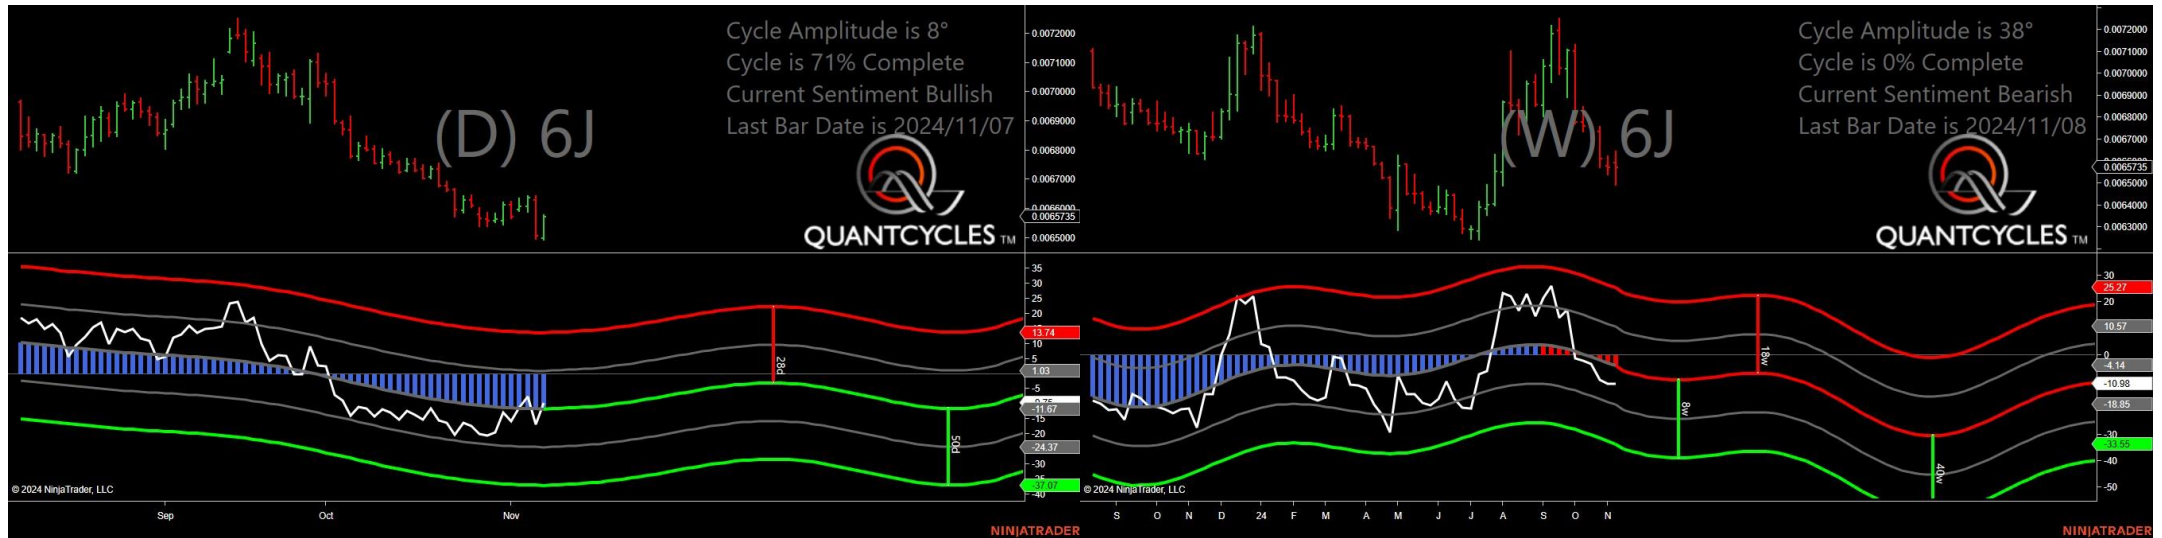 Cycle Amplitude is 8°
Cycle is 71% Complete
Current Sentiment Bullish
Last Bar Date is 2024/11/07
(D) 6J
QUANTCYCLES TM
0.0072000
0.0071000
0.0070000
0.0069000
0.0068000
0.0067000
0.0066000
0.0065735
0.0065000
35
30
25
20
15
13.74
10
5
1.03
-5
-11.67
-15
-20
-24.37
-30
-37.07
-40
28d
50d
© 2024 NinjaTrader, LLC
Sep
Oct
Nov
NINJATRADER
Cycle Amplitude is 38°
Cycle is 0% Complete
Current Sentiment Bearish
Last Bar Date is 2024/11/08
(W) 6J
QUANTCYCLES TM
0.0072000
0.0071000
0.0070000
0.0069000
0.0068000
0.0067000
0.0065735
0.0065000
0.0064000
0.0063000
30
25.27
20
10.57
0
-4.14
-10.98
-18.85
-30
-33.55
-40
-50
18w
8w
40w
© 2024 NinjaTrader, LLC
S O N D 24 F M A M J J A S O N
NINJATRADER